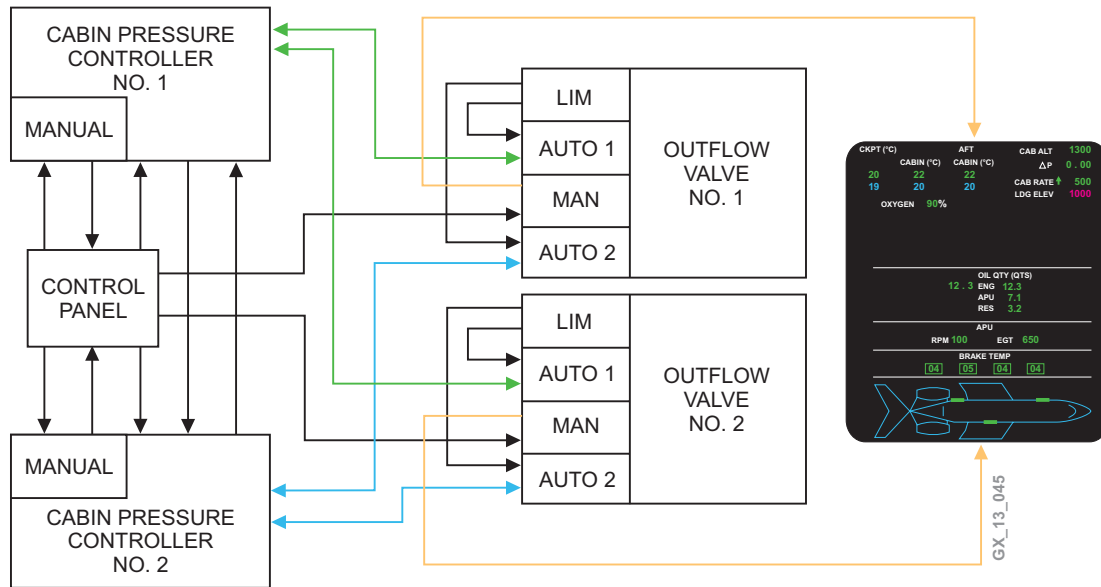 CABIN PRESSURE
CONTROLLER
NO. 1
MANUAL
CONTROL
PANEL
MANUAL
CABIN PRESSURE
CONTROLLER
NO. 2
LIM
AUTO 1
MAN
AUTO 2
OUTFLOW
VALVE
NO. 1
LIM
AUTO 1
MAN
AUTO 2
OUTFLOW
VALVE
NO. 2
CKPT (°C) AFT CAB ALT 1300
CABIN (°C) CABIN (°C) △P 0.00
20 22 22 CAB RATE 500
19 20 20 LDG ELEV 1000
OXYGEN 90%
OIL QTY (QTS)
12.3 ENG 12.3
APU 7.1
RES 3.2
APU
RPM 100 EGT 650
BRAKE TEMP
04 05 04 04
GX_13_045